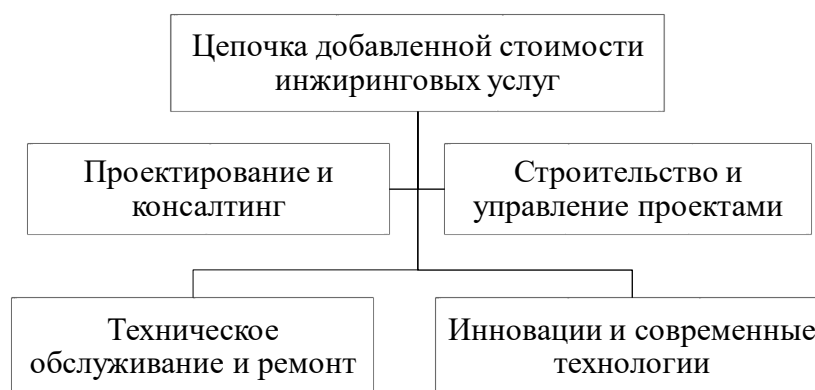 Цепочка добавленной стоимости
инжиринговых услуг
Проектирование и
консалтинг
Строительство и
управление проектами
Техническое
обслуживание и ремонт
Инновации и современные
технологии